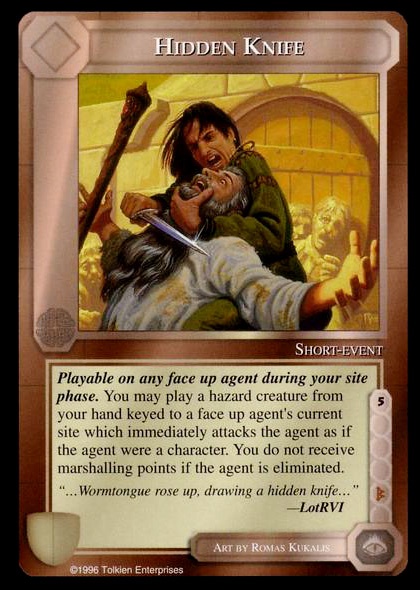 HIDDEN KNIFE
SHORT-EVENT
Playable on any face up agent during your site
phase. You may play a hazard creature from
your hand keyed to a face up agent's current
site which immediately attacks the agent as if
the agent were a character. You do not receive
marshalling points if the agent is eliminated.
5
"…Wormtongue rose up, drawing a hidden knife…"
—LotRVI
ART BY ROMAS KUKALIS
©1996 Tolkien Enterprises